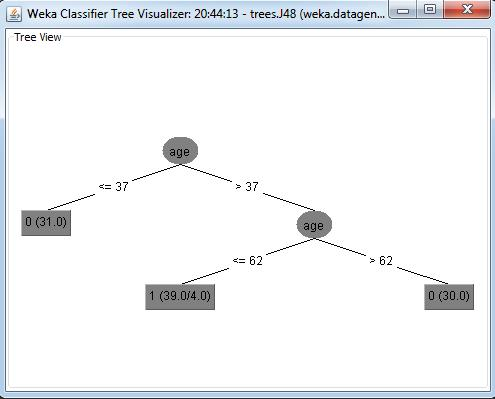 Weka Classifier Tree Visualizer: 20:44:13 - trees.J48 (weka.datagen...
Tree View
age
<= 37
> 37
0 (31.0)
age
<= 62
> 62
1 (39.0/4.0)
0 (30.0)